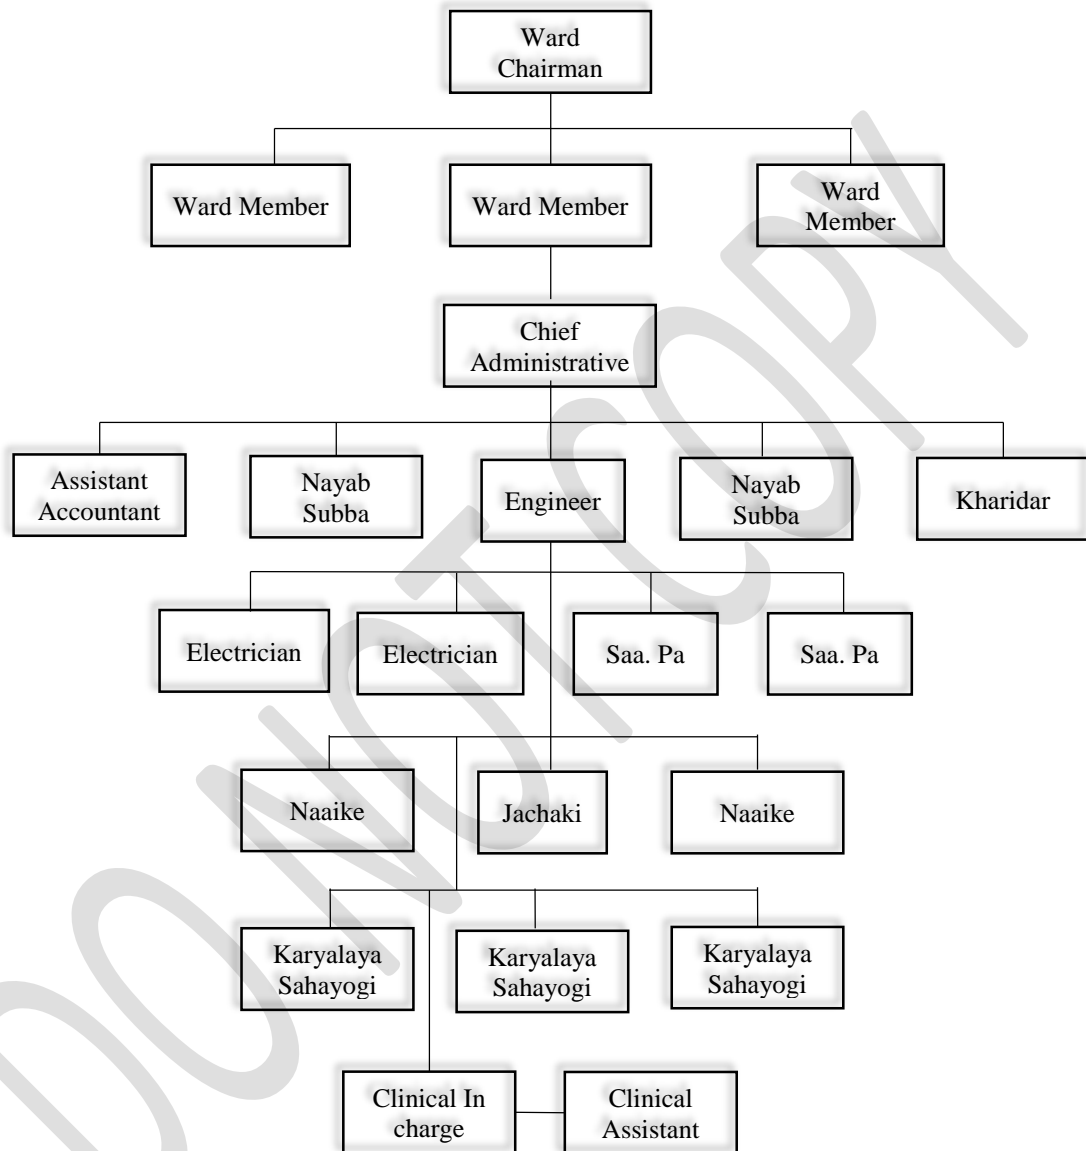 Ward
Chairman
Ward Member
Ward Member
Ward
Member
Chief
Administrative
Assistant
Accountant
Nayab
Subba
Engineer
Nayab
Subba
Kharidar
Electrician
Electrician
Saa. Pa
Saa. Pa
Naaike
Jachaki
Naaike
Karyalaya
Sahayogi
Karyalaya
Sahayogi
Karyalaya
Sahayogi
Clinical In
charge
Clinical
Assistant
DO NOT COPY